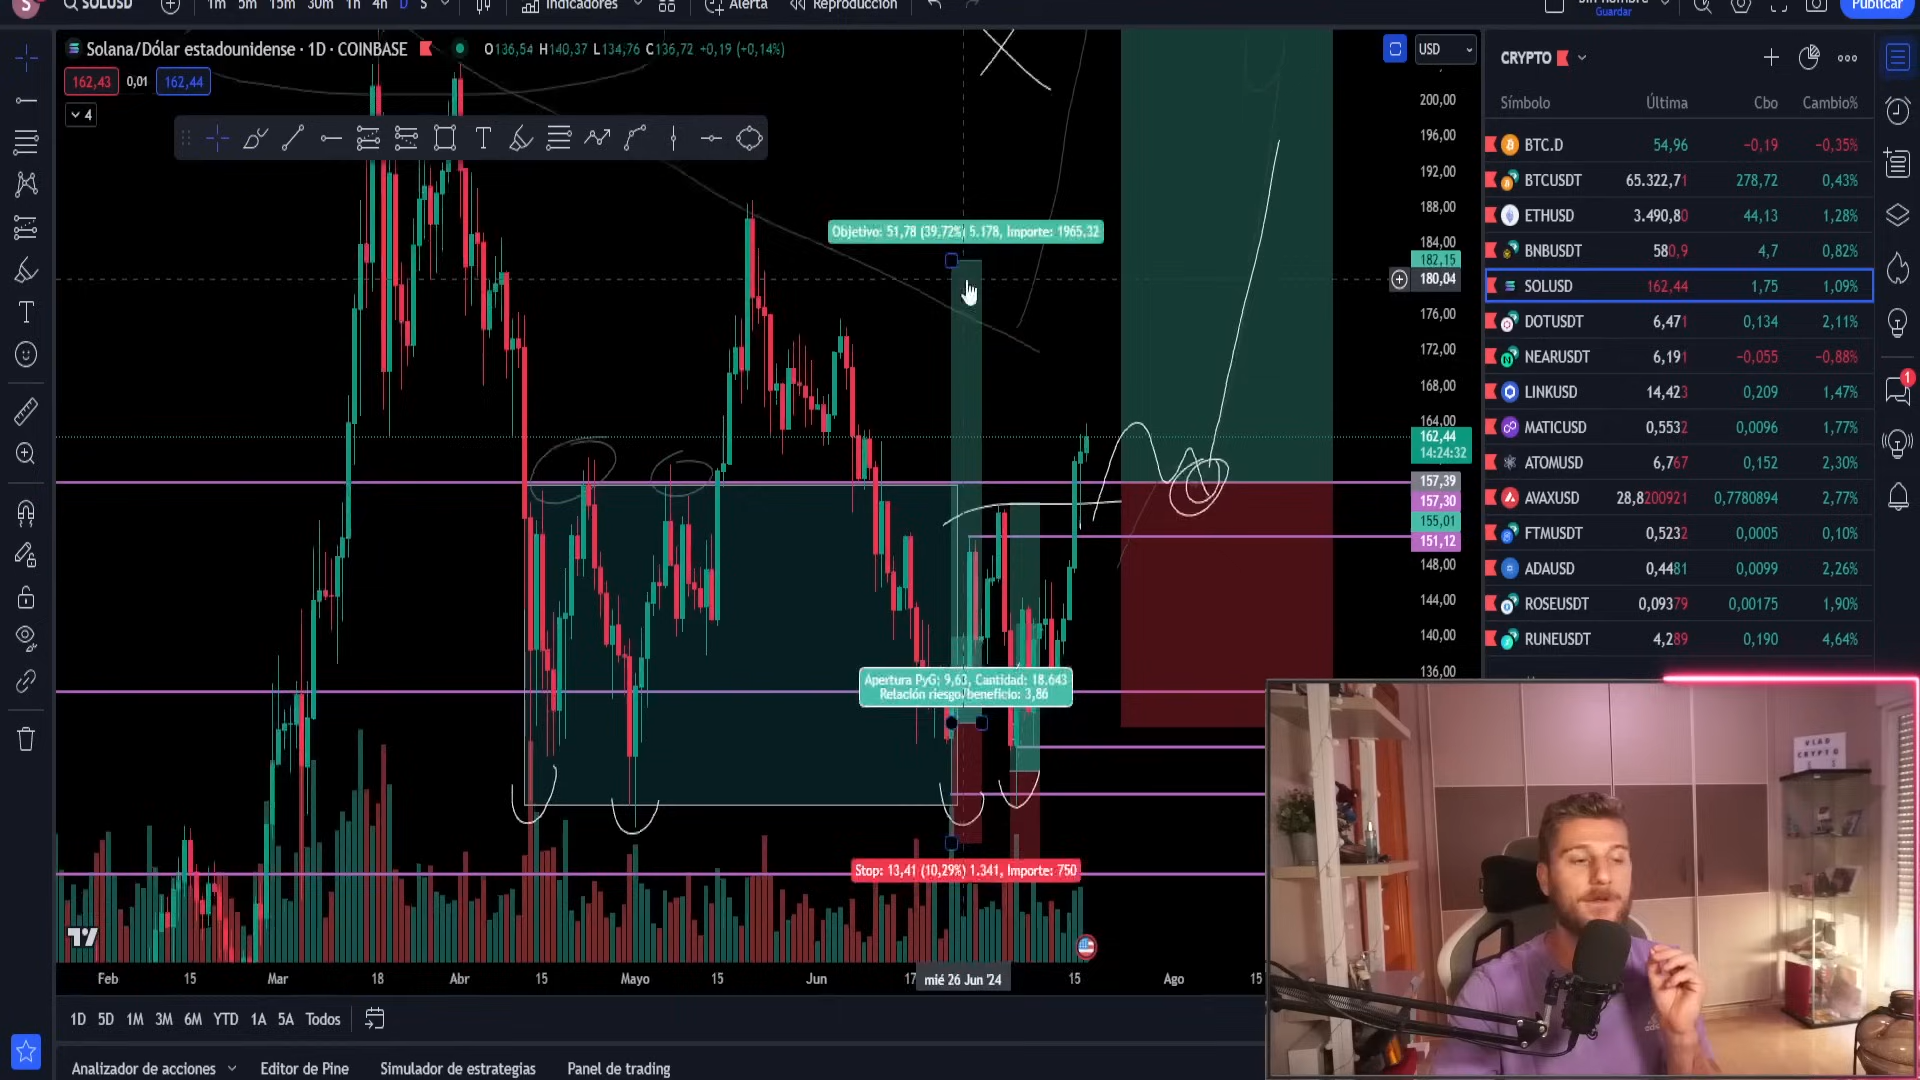 S SOLUSD 1m 5m 15m 30m 1h 4h D S Indicadores Alerta Reproducción Guardar Publicar
Solana/Dólar estadounidense · 1D · COINBASE O136,54 H140,37 L134,76 C136,72 +0,19 (+0,14%)
162,43 0,01 162,44
4
USD
Objetivo: 51,78 (39,72%) 5.178, Importe: 1965,32
Apertura PyG: 9,63, Cantidad: 18.643
Relación riesgo/beneficio: 3,86
Stop: 13,41 (10,29%) 1.341, Importe: 750
200,00
196,00
192,00
188,00
184,00
182,15
180,04
176,00
172,00
168,00
164,00
162,44
14:24:32
157,39
157,30
155,01
151,12
148,00
144,00
140,00
136,00
Feb 15 Mar 18 Abr 15 Mayo 15 Jun 17 mié 26 Jun '24 15 Ago 15
1D 5D 1M 3M 6M YTD 1A 5A Todos
Analizador de acciones Editor de Pine Simulador de estrategias Panel de trading
CRYPTO
Símbolo Última Cbo Cambio%
BTC.D 54,96 −0,19 −0,35%
BTCUSDT 65.322,71 278,72 0,43%
ETHUSD 3.490,80 44,13 1,28%
BNBUSDT 580,9 4,7 0,82%
SOLUSD 162,44 1,75 1,09%
DOTUSDT 6,471 0,134 2,11%
NEARUSDT 6,191 −0,055 −0,88%
LINKUSD 14,423 0,209 1,47%
MATICUSD 0,5532 0,0096 1,77%
ATOMUSD 6,767 0,152 2,30%
AVAXUSD 28,8200921 0,7780894 2,77%
FTMUSDT 0,5232 0,0005 0,10%
ADAUSD 0,4481 0,0099 2,26%
ROSEUSDT 0,09379 0,00175 1,90%
RUNEUSDT 4,289 0,190 4,64%
1
VLAD
CRYPTO
adidas